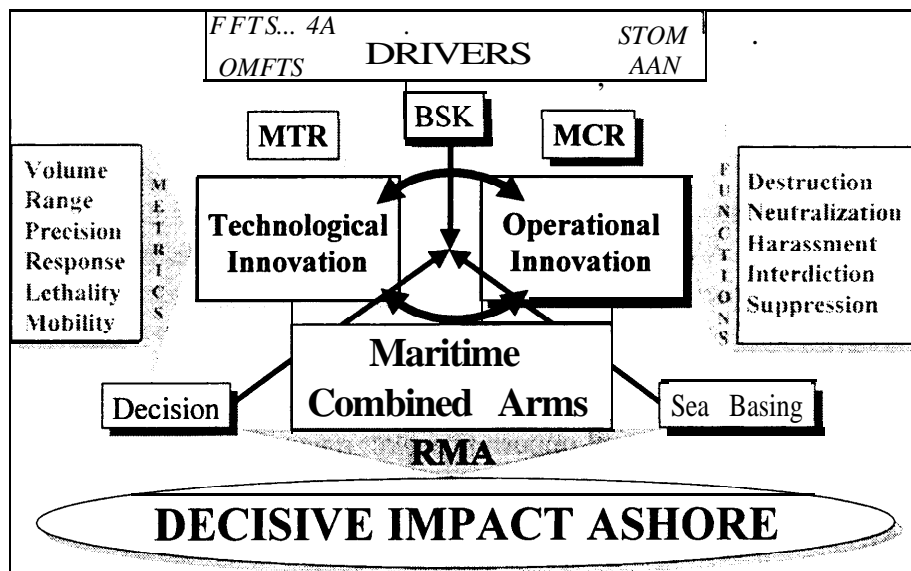 FFTS... 4A
STOM
DRIVERS
OMFTS
AAN
BSK
MTR
MCR
Volume
Range
Precision
Response
Lethality
Mobility
METRICS
Technological
Innovation
Operational
Innovation
FUNCTIONS
Destruction
Neutralization
Harassment
Interdiction
Suppression
Maritime
Combined Arms
Decision
Sea Basing
RMA
DECISIVE IMPACT ASHORE